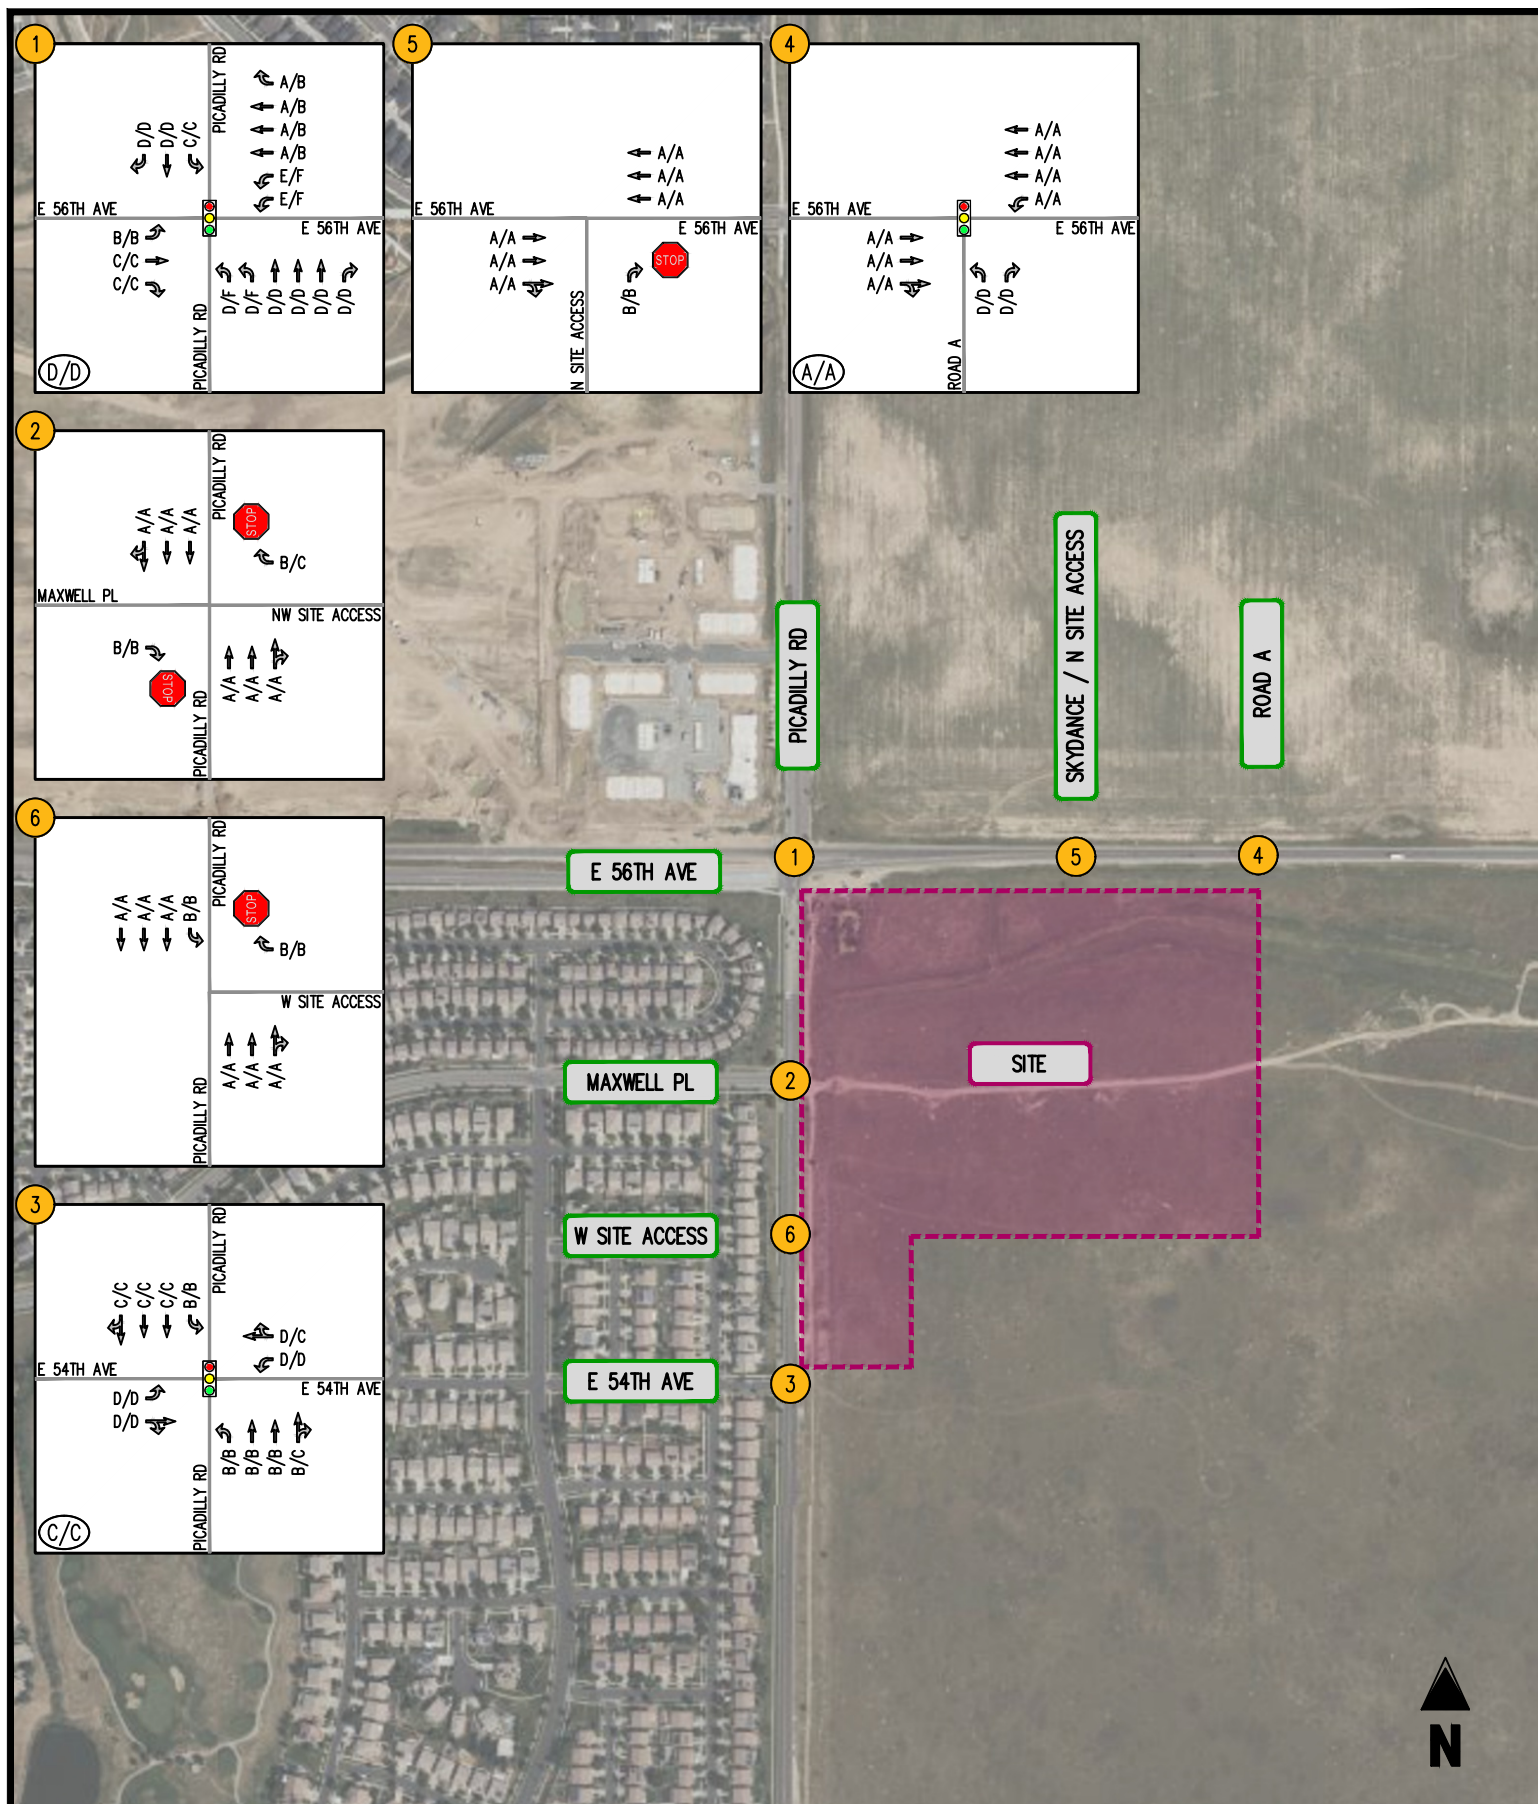 1
PICADILLY RD
A/B
A/B
A/B
A/B
E/F
E/F
D/D
D/D
C/C
E 56TH AVE
E 56TH AVE
B/B
C/C
C/C
D/F
D/F
D/D
D/D
D/D
D/D
PICADILLY RD
D/D
5
A/A
A/A
A/A
E 56TH AVE
E 56TH AVE
A/A
A/A
A/A
STOP
B/B
N SITE ACCESS
4
A/A
A/A
A/A
A/A
E 56TH AVE
E 56TH AVE
A/A
A/A
A/A
D/D
D/D
ROAD A
A/A
2
PICADILLY RD
A/A
A/A
A/A
STOP
B/C
MAXWELL PL
NW SITE ACCESS
B/B
STOP
A/A
A/A
A/A
PICADILLY RD
6
PICADILLY RD
A/A
A/A
A/A
B/B
STOP
B/B
W SITE ACCESS
A/A
A/A
A/A
PICADILLY RD
3
PICADILLY RD
C/C
C/C
C/C
B/B
D/C
D/D
E 54TH AVE
E 54TH AVE
D/D
D/D
B/B
B/B
B/B
B/C
PICADILLY RD
C/C
PICADILLY RD
SKYDANCE / N SITE ACCESS
ROAD A
E 56TH AVE
1
5
4
MAXWELL PL
2
SITE
W SITE ACCESS
6
E 54TH AVE
3
N